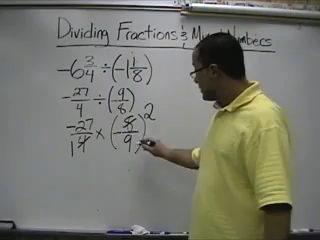 Dividing Fractions & Mixed Numbers
-6 3/4 ÷ (-1 1/8)
-27/4 ÷ (9/8)
-27/4 × (-8/9) 2
1